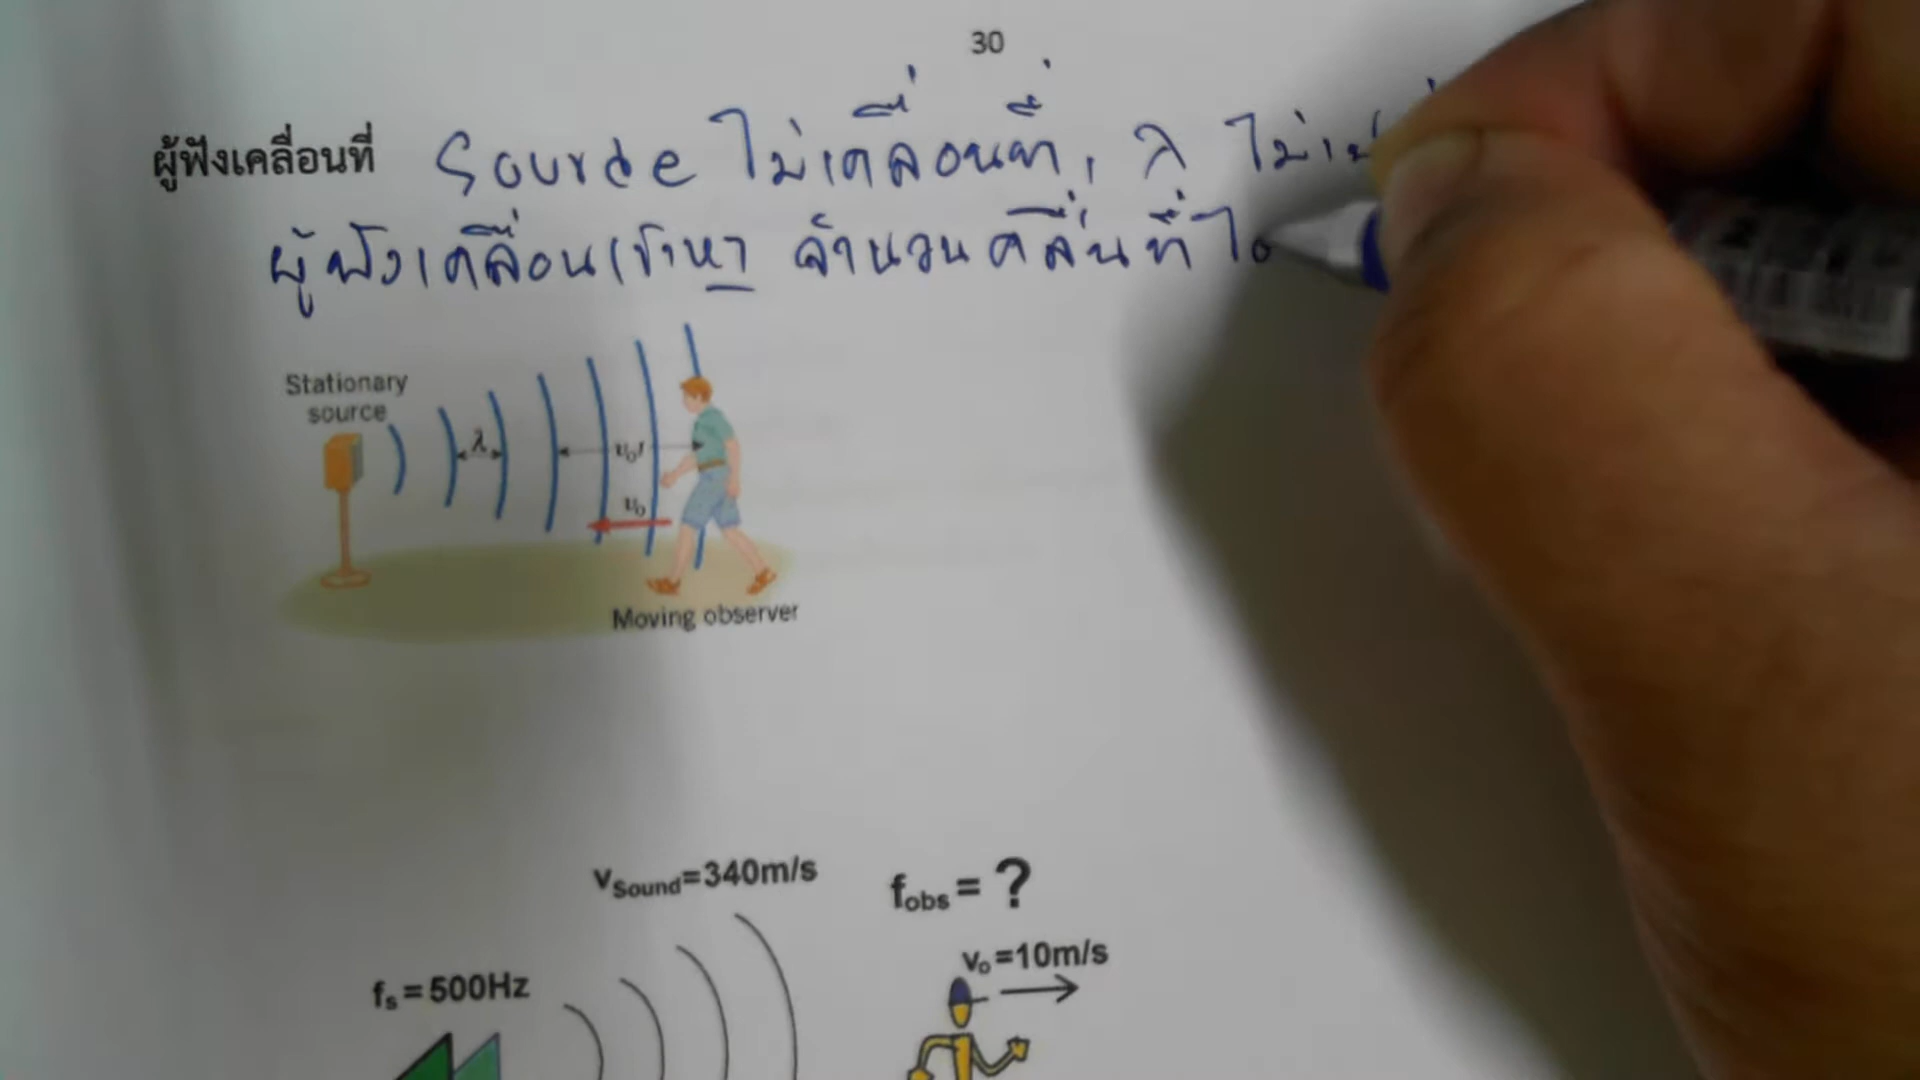 30
ผู้ฟังเคลื่อนที่ Source ไม่เคลื่อนที่, λ ไม่
ผู้ฟังเคลื่อนเข้าหา จำนวนคลื่นที่
Stationary
source
λ
v₀t
v₀
Moving observer
vSound=340m/s
fobs = ?
vo=10m/s
fs=500Hz